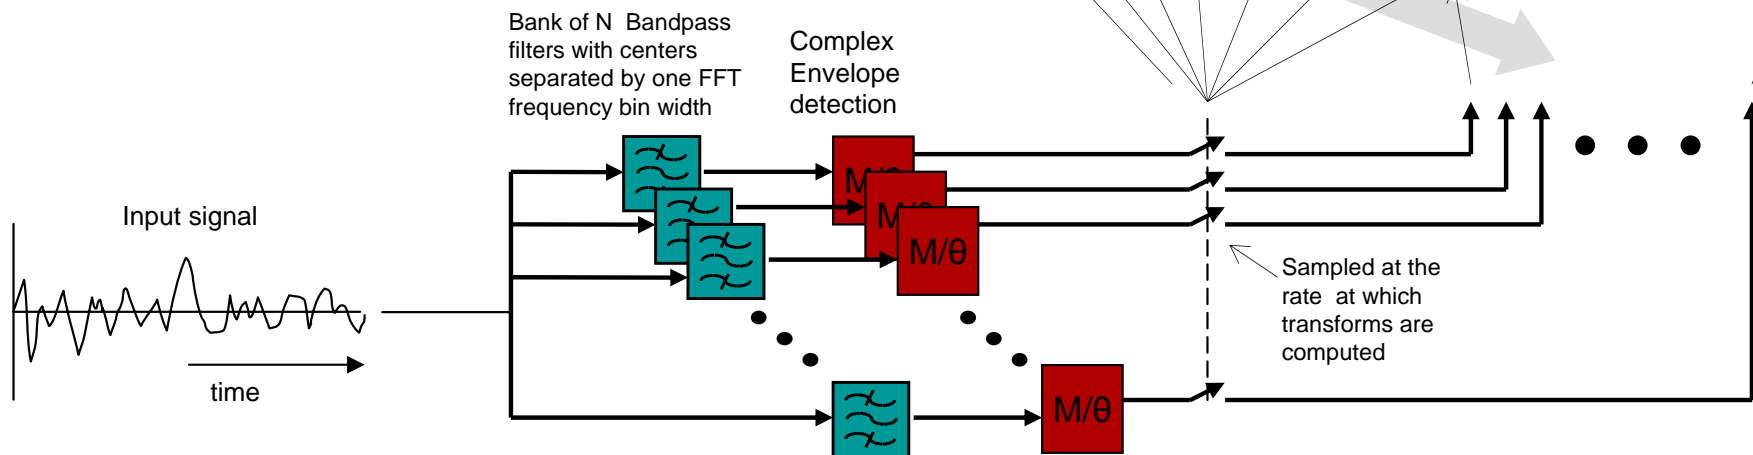 Bank of N Bandpass
filters with centers
separated by one FFT
frequency bin width
Complex
Envelope
detection
Input signal
time
M/θ
M/θ
M/θ
M/θ
Sampled at the
rate at which
transforms are
computed